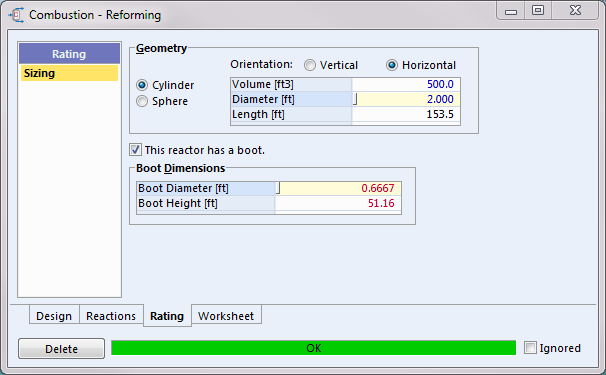 Combustion - Reforming
Rating
Sizing
Geometry
Orientation: Vertical Horizontal
Cylinder
Sphere
Volume [ft3] 500.0
Diameter [ft] 2.000
Length [ft] 153.5
This reactor has a boot.
Boot Dimensions
Boot Diameter [ft] 0.6667
Boot Height [ft] 51.16
Design Reactions Rating Worksheet
Delete OK Ignored